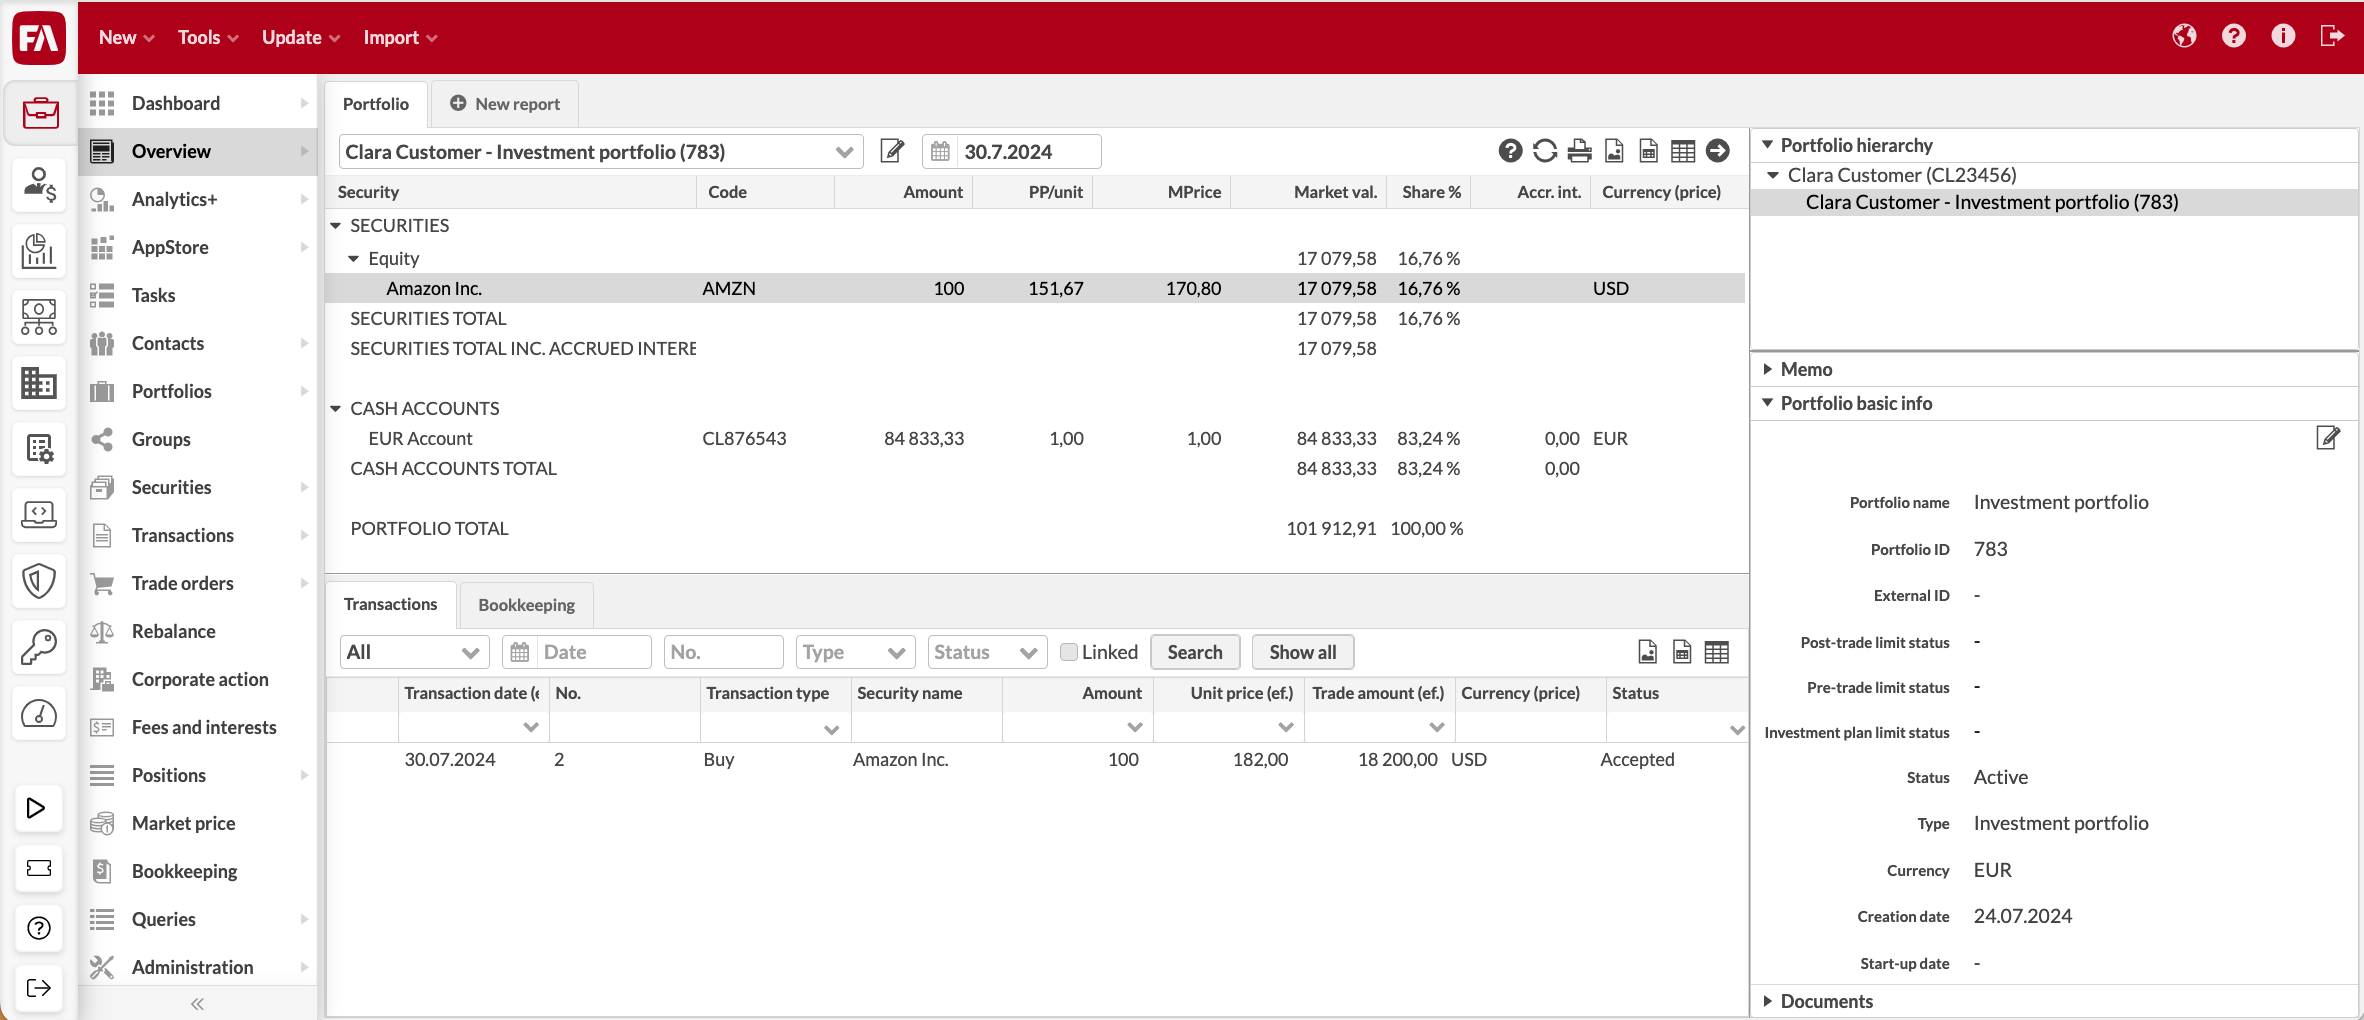 FA
New Tools Update Import
Dashboard
Overview
Analytics+
AppStore
Tasks
Contacts
Portfolios
Groups
Securities
Transactions
Trade orders
Rebalance
Corporate action
Fees and interests
Positions
Market price
Bookkeeping
Queries
Administration
Portfolio New report
Clara Customer - Investment portfolio (783) 30.7.2024
Security Code Amount PP/unit MPrice Market val. Share % Accr. int. Currency (price)
SECURITIES
Equity 17 079,58 16,76 %
Amazon Inc. AMZN 100 151,67 170,80 17 079,58 16,76 % USD
SECURITIES TOTAL 17 079,58 16,76 %
SECURITIES TOTAL INC. ACCRUED INTERE 17 079,58
CASH ACCOUNTS
EUR Account CL876543 84 833,33 1,00 1,00 84 833,33 83,24 % 0,00 EUR
CASH ACCOUNTS TOTAL 84 833,33 83,24 % 0,00
PORTFOLIO TOTAL 101 912,91 100,00 %
Transactions Bookkeeping
All Date No. Type Status Linked Search Show all
Transaction date (e No. Transaction type Security name Amount Unit price (ef.) Trade amount (ef.) Currency (price) Status
30.07.2024 2 Buy Amazon Inc. 100 182,00 18 200,00 USD Accepted
Portfolio hierarchy
Clara Customer (CL23456)
Clara Customer - Investment portfolio (783)
Memo
Portfolio basic info
Portfolio name Investment portfolio
Portfolio ID 783
External ID -
Post-trade limit status -
Pre-trade limit status -
Investment plan limit status -
Status Active
Type Investment portfolio
Currency EUR
Creation date 24.07.2024
Start-up date -
Documents